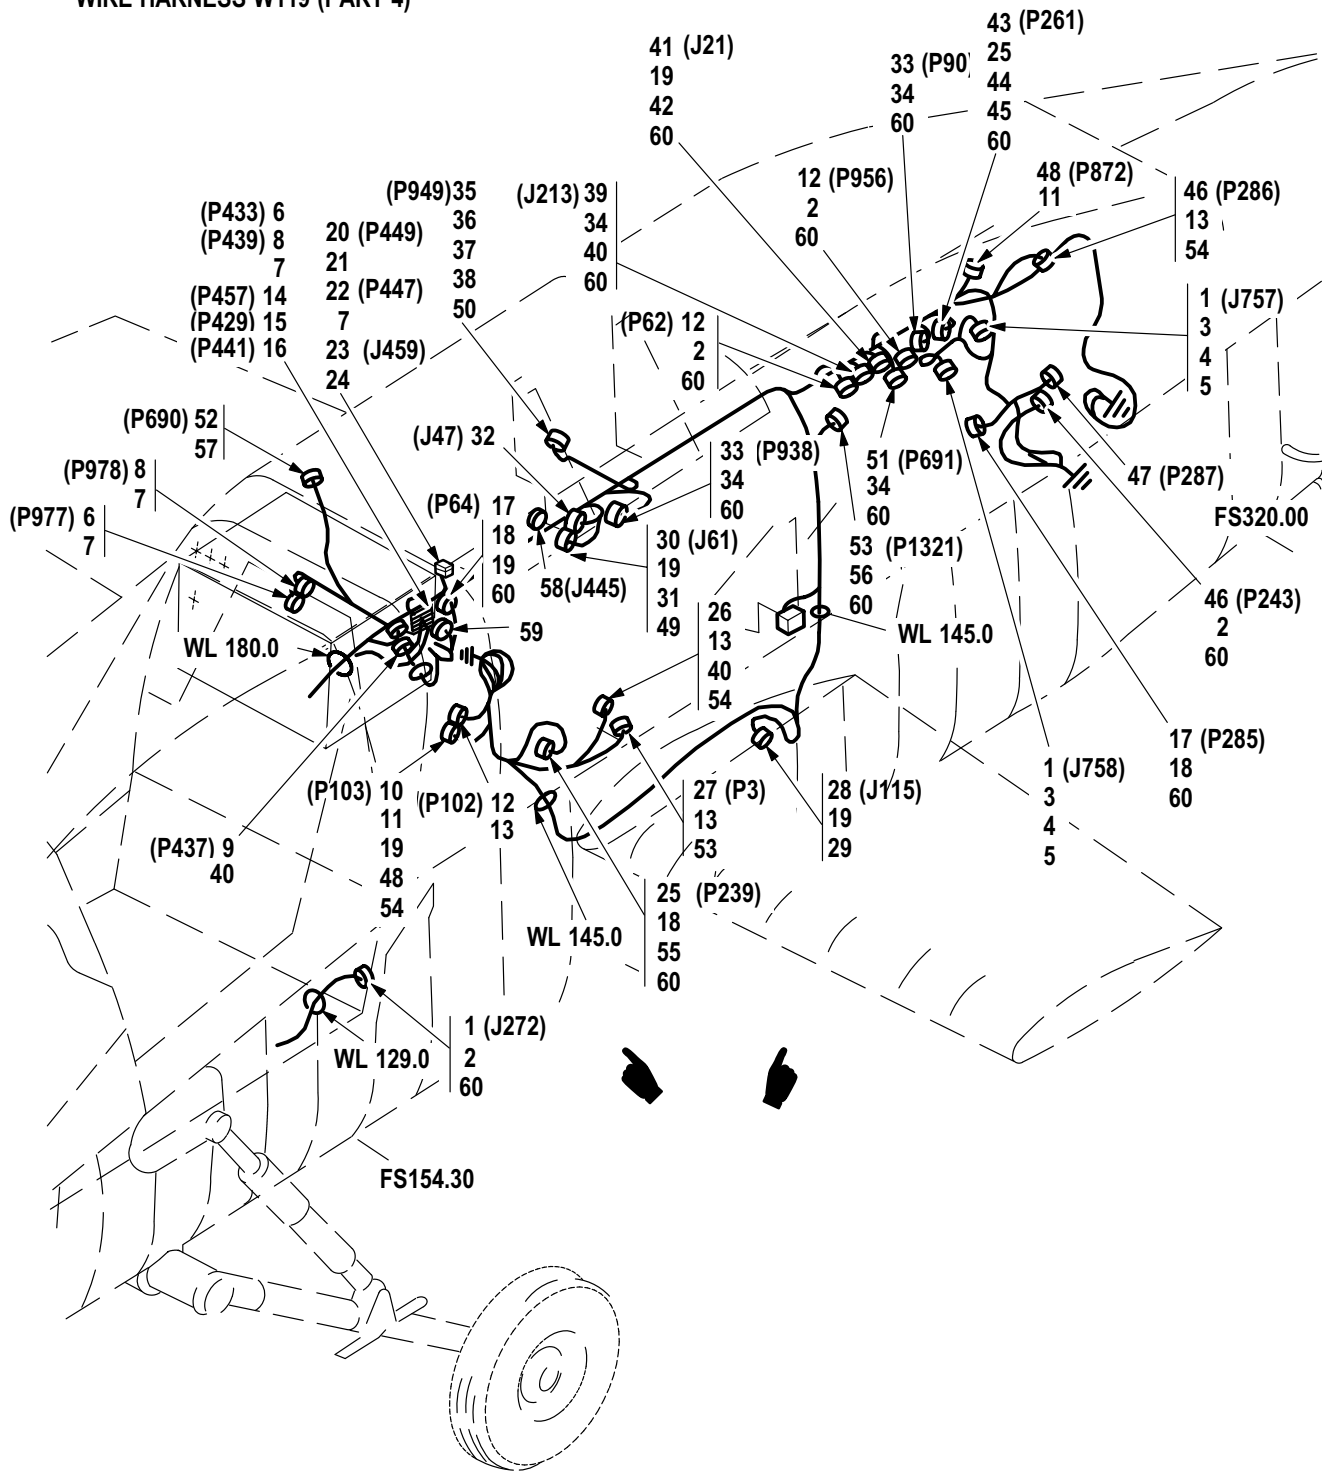 WIRE HARNESS W119 (PART 4)
41 (J21)
19
42
60
33 (P90)
34
60
43 (P261)
25
44
45
60
12 (P956)
2
60
48 (P872)
11
46 (P286)
13
54
(P433) 6
(P439) 8
7
(P457) 14
(P429) 15
(P441) 16
20 (P449)
21
22 (P447)
7
23 (J459)
24
(P949)35
36
37
38
50
(J213) 39
34
40
60
(P62) 12
2
60
1 (J757)
3
4
5
(P690) 52
57
(P978) 8
7
(P977) 6
7
(J47) 32
(P64) 17
18
19
60
33 (P938)
34
60
51 (P691)
34
60
47 (P287)
FS320.00
58(J445)
30 (J61)
19
31
49
53 (P1321)
56
60
59
26
13
40
54
WL 145.0
46 (P243)
2
60
WL 180.0
17 (P285)
18
60
1 (J758)
3
4
5
(P103) 10
11
19
48
54
(P102) 12
13
27 (P3)
13
53
28 (J115)
19
29
(P437) 9
40
25 (P239)
18
55
60
WL 145.0
1 (J272)
2
60
WL 129.0
FS154.30